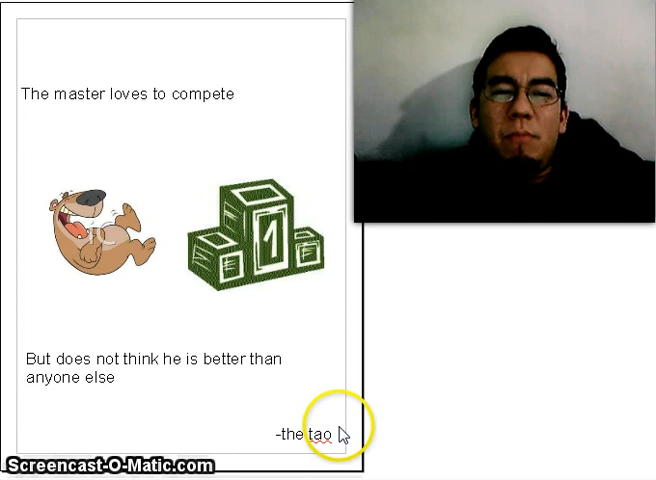 The master loves to compete
1
But does not think he is better than
anyone else
-the tao
Screencast-O-Matic.com